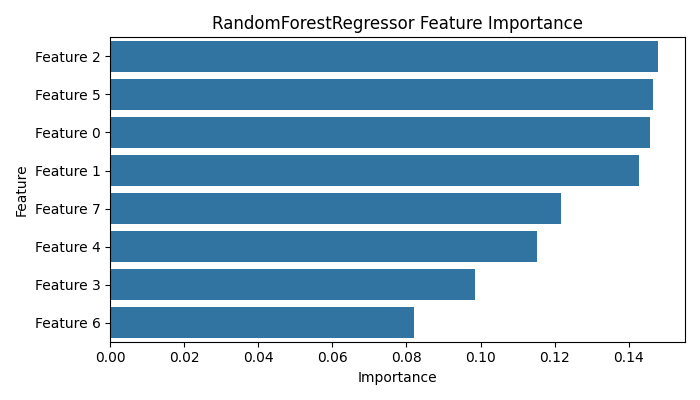 RandomForestRegressor Feature Importance
Feature
Feature 2
Feature 5
Feature 0
Feature 1
Feature 7
Feature 4
Feature 3
Feature 6
0.00 0.02 0.04 0.06 0.08 0.10 0.12 0.14
Importance